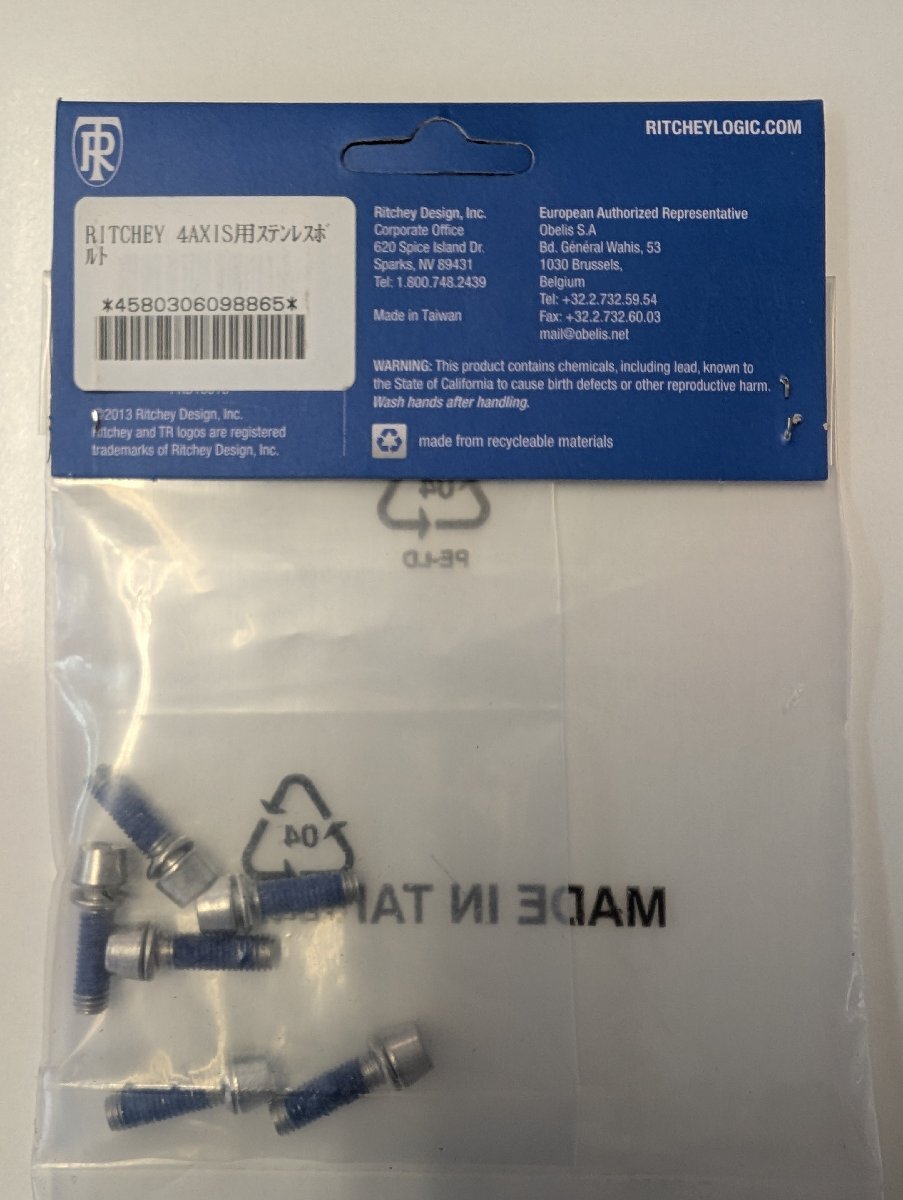 RITCHEYLOGIC.COM
RITCHEY 4AXIS用ｽﾃﾝﾚｽﾎﾞ
ﾙﾄ
*4580306098865*
©2013 Ritchey Design, Inc.
Ritchey and TR logos are registered
trademarks of Ritchey Design, Inc.
Ritchey Design, Inc.
Corporate Office
620 Spice Island Dr.
Sparks, NV 89431
Tel: 1.800.748.2439
Made in Taiwan
European Authorized Representative
Obelis S.A
Bd. Général Wahis, 53
1030 Brussels,
Belgium
Tel: +32.2.732.59.54
Fax: +32.2.732.60.03
mail@obelis.net
WARNING: This product contains chemicals, including lead, known to
the State of California to cause birth defects or other reproductive harm.
Wash hands after handling.
made from recycleable materials
04
PE-LD
04
MADE IN